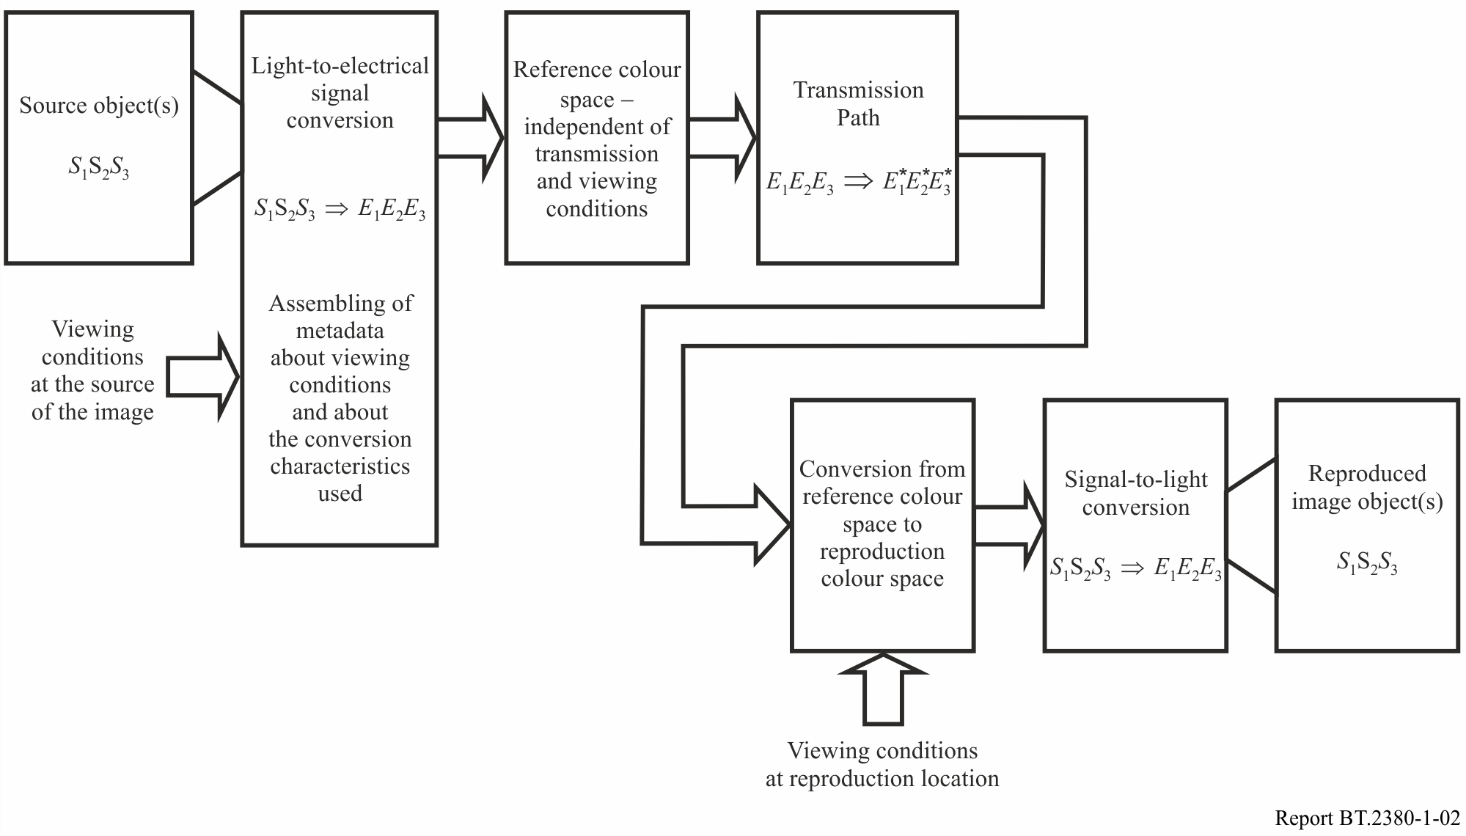 Source object(s)
S₁S₂S₃
Light-to-electrical
signal
conversion
S₁S₂S₃ ⇒ E₁E₂E₃
Assembling of
metadata
about viewing
conditions
and about
the conversion
characteristics
used
Viewing
conditions
at the source
of the image
Reference colour
space –
independent of
transmission
and viewing
conditions
Transmission
Path
E₁E₂E₃ ⇒ E₁*E₂*E₃*
Conversion from
reference colour
space to
reproduction
colour space
Viewing conditions
at reproduction location
Signal-to-light
conversion
S₁S₂S₃ ⇒ E₁E₂E₃
Reproduced
image object(s)
S₁S₂S₃
Report BT.2380-1-02